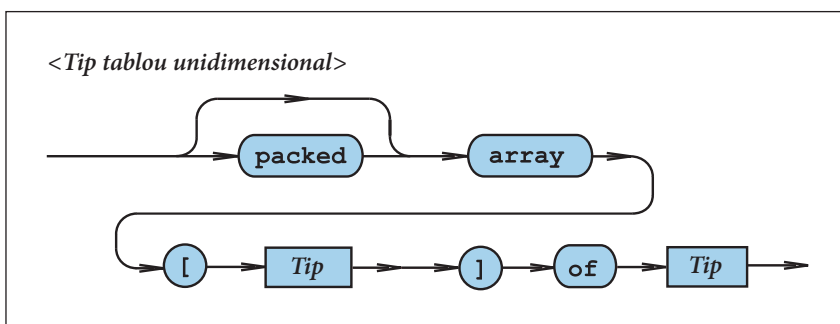 <Tip tablou unidimensional>
packed array
[ Tip ] of Tip